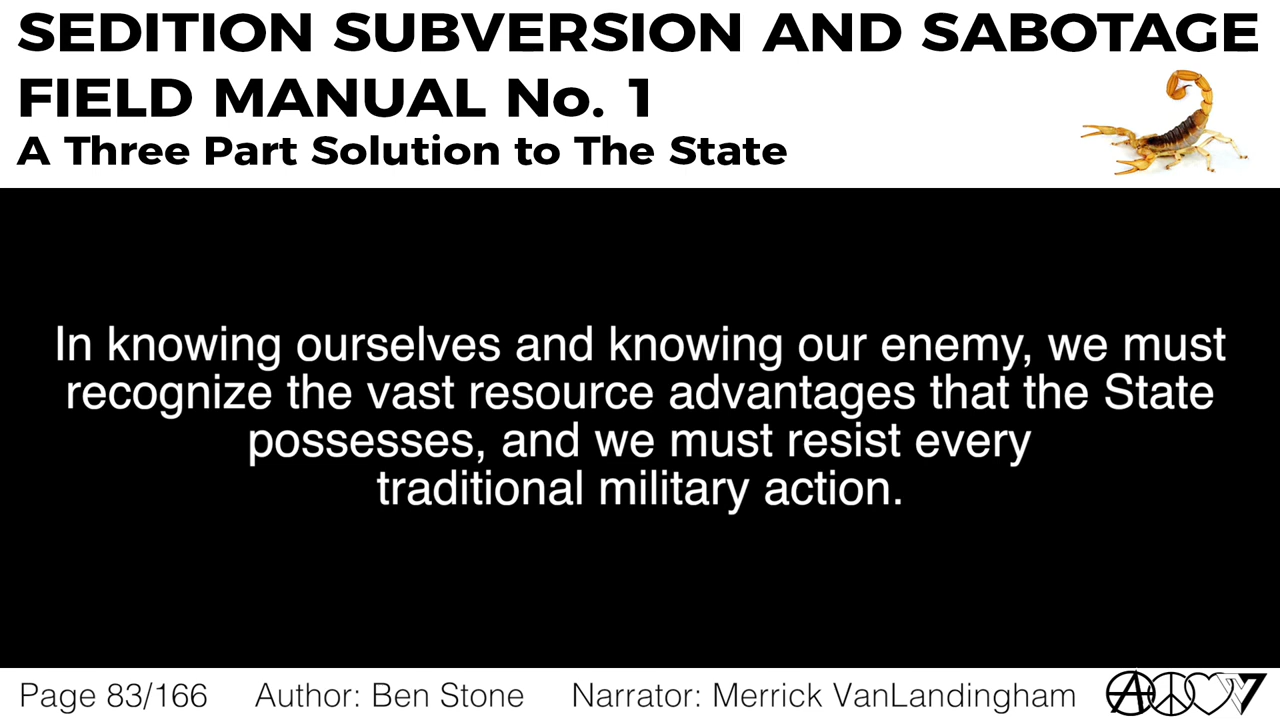 SEDITION SUBVERSION AND SABOTAGE
FIELD MANUAL No. 1
A Three Part Solution to The State
In knowing ourselves and knowing our enemy, we must
recognize the vast resource advantages that the State
possesses, and we must resist every
traditional military action.
Page 83/166 Author: Ben Stone Narrator: Merrick VanLandingham